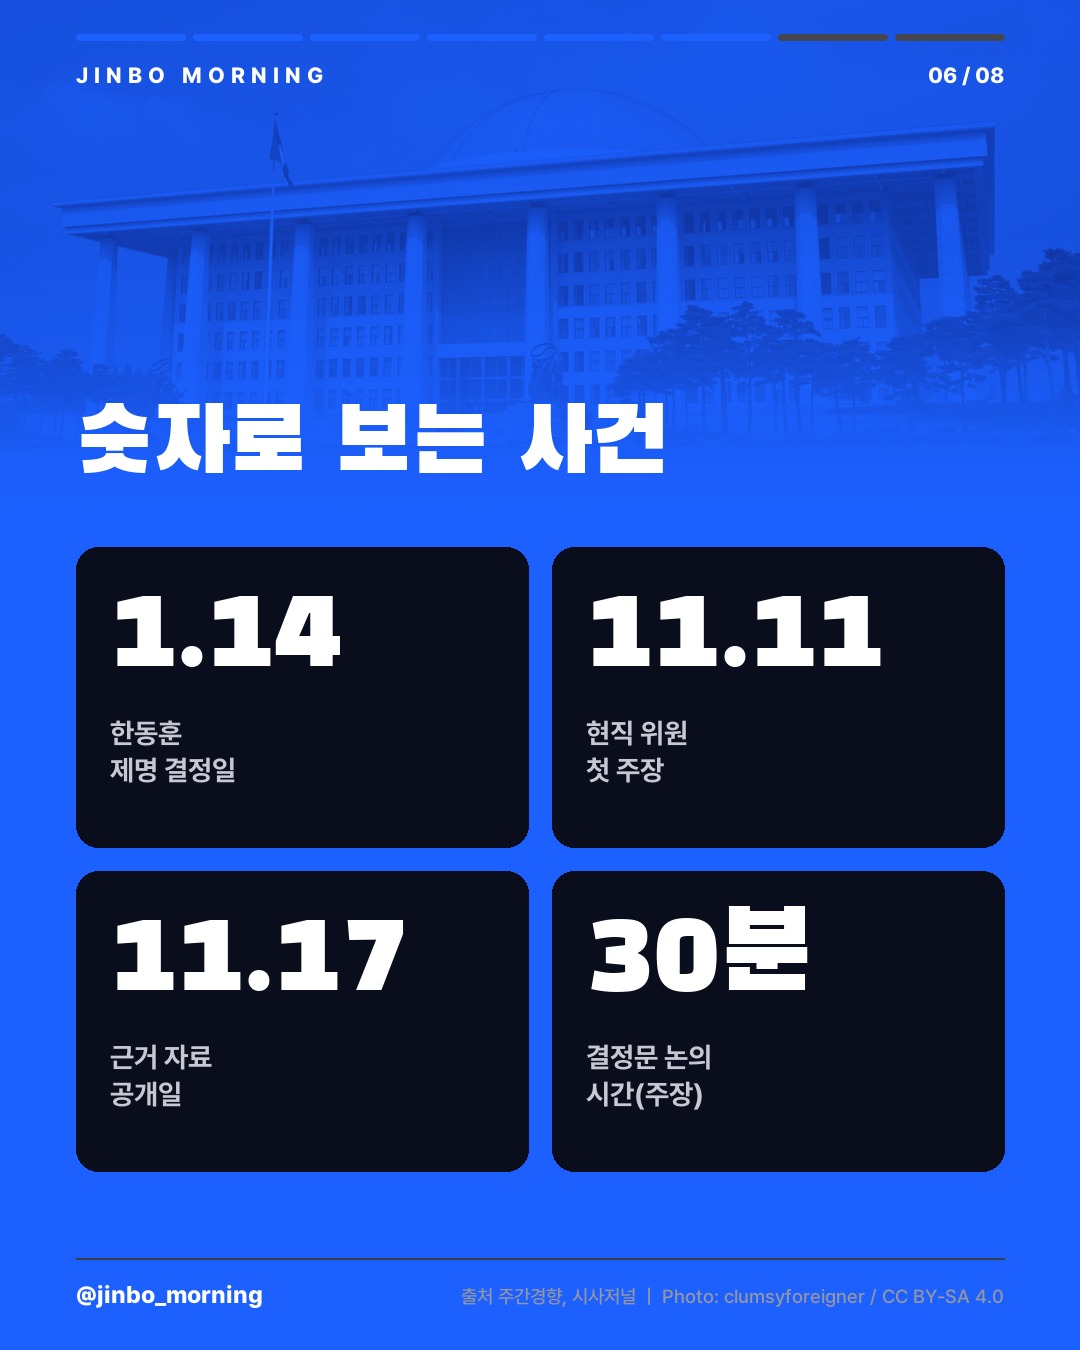 JINBO MORNING
06 / 08
숫자로 보는 사건
1.14
한동훈
제명 결정일
11.11
현직 위원
첫 주장
11.17
근거 자료
공개일
30분
결정문 논의
시간(주장)
@jinbo_morning
출처 주간경향, 시사저널 | Photo: clumsyforeigner / CC BY-SA 4.0